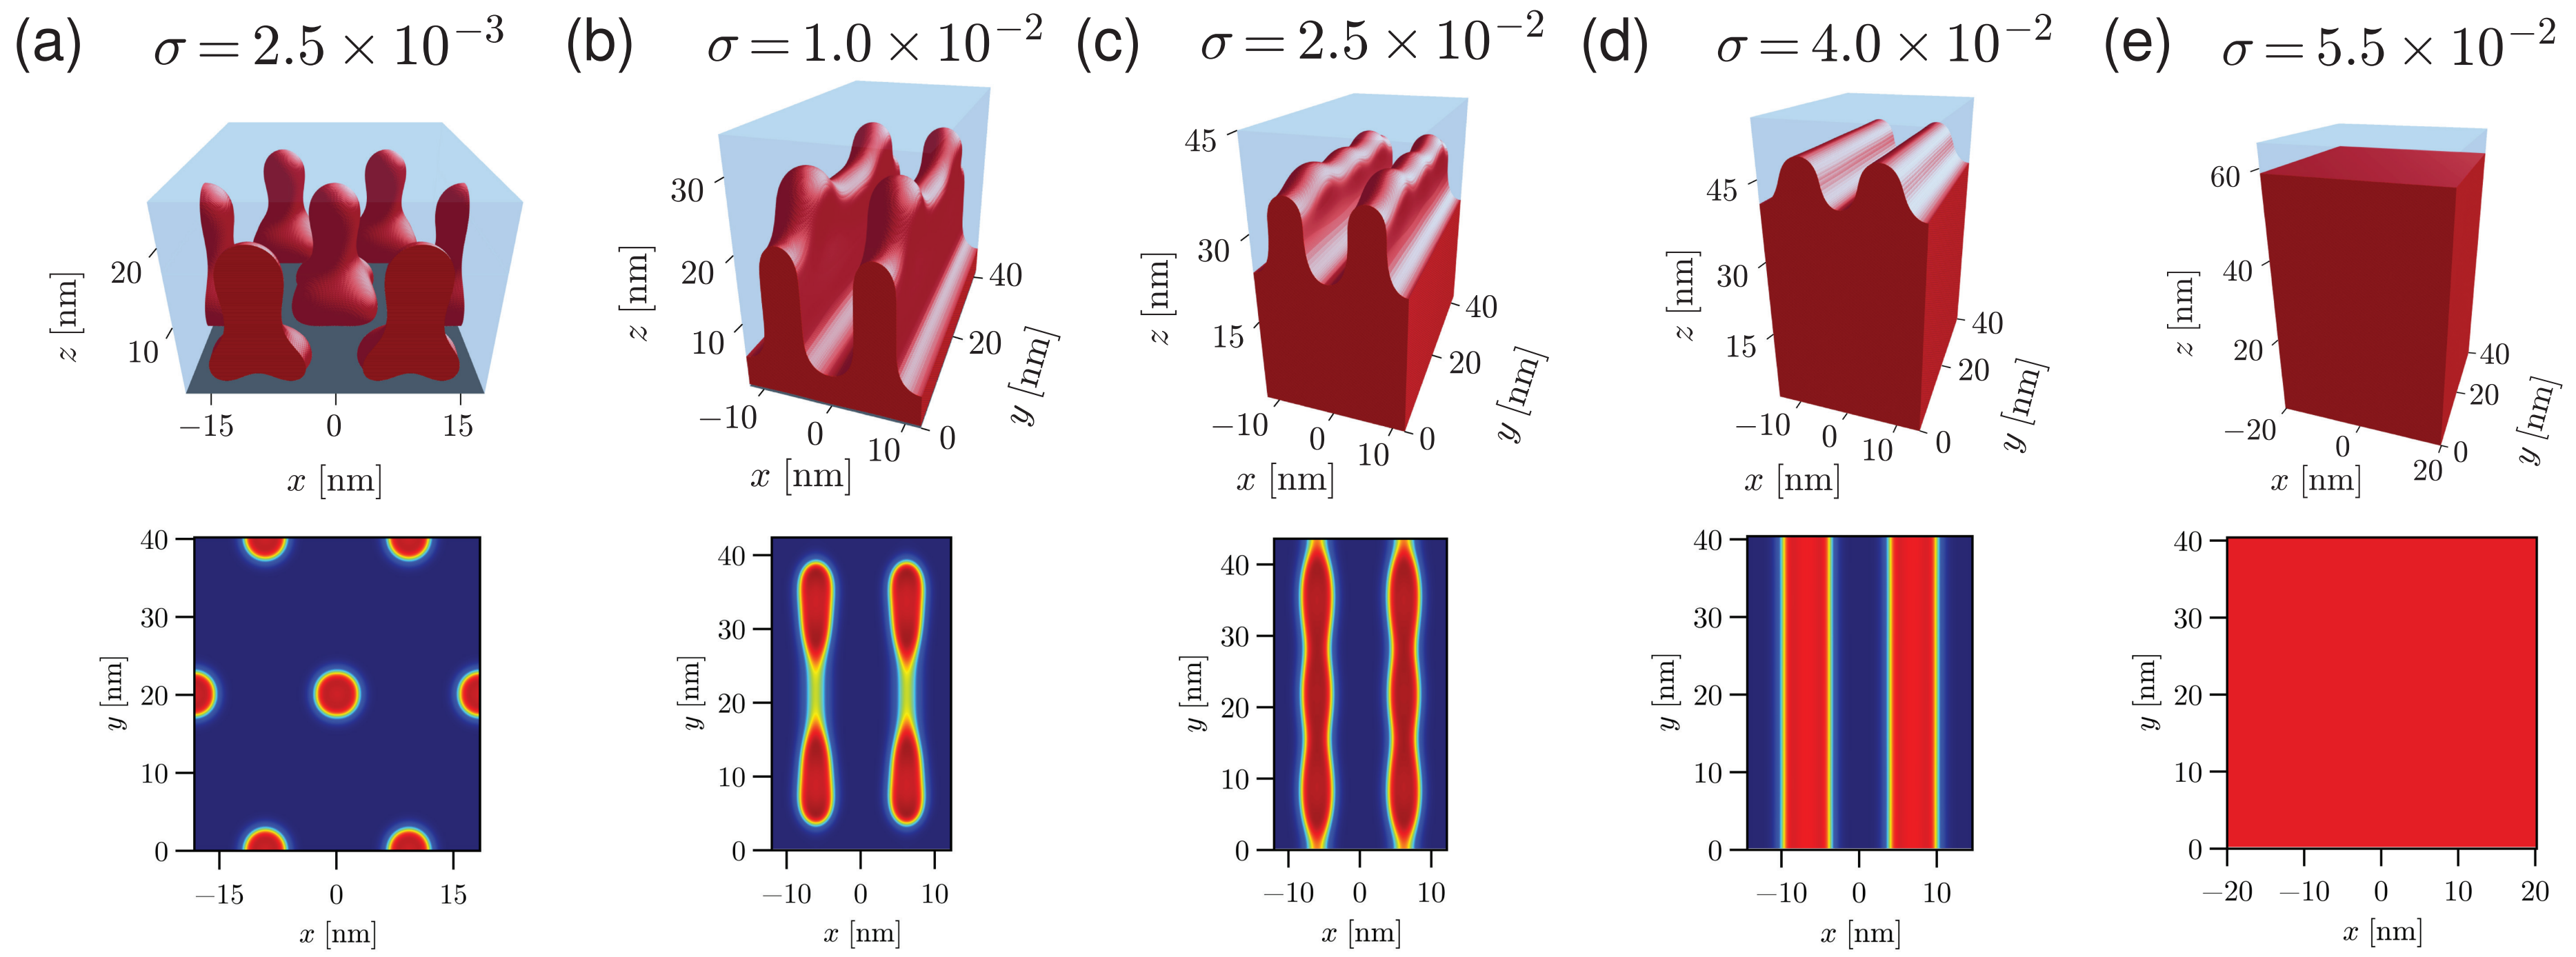 (a) σ = 2.5 × 10⁻³
(b) σ = 1.0 × 10⁻²
(c) σ = 2.5 × 10⁻²
(d) σ = 4.0 × 10⁻²
(e) σ = 5.5 × 10⁻²
z [nm]
20
10
−15 0 15
x [nm]
z [nm]
30
20
10
−10 0 10
x [nm]
0 20 40
y [nm]
z [nm]
45
30
15
−10 0 10
x [nm]
0 20 40
y [nm]
z [nm]
45
30
15
−10 0 10
x [nm]
0 20 40
y [nm]
z [nm]
60
40
20
−20 0 20
x [nm]
0 20 40
y [nm]
y [nm]
40
30
20
10
0
−15 0 15
x [nm]
y [nm]
40
30
20
10
0
−10 0 10
x [nm]
y [nm]
40
30
20
10
0
−10 0 10
x [nm]
y [nm]
40
30
20
10
0
−10 0 10
x [nm]
y [nm]
40
30
20
10
0
−20 −10 0 10 20
x [nm]